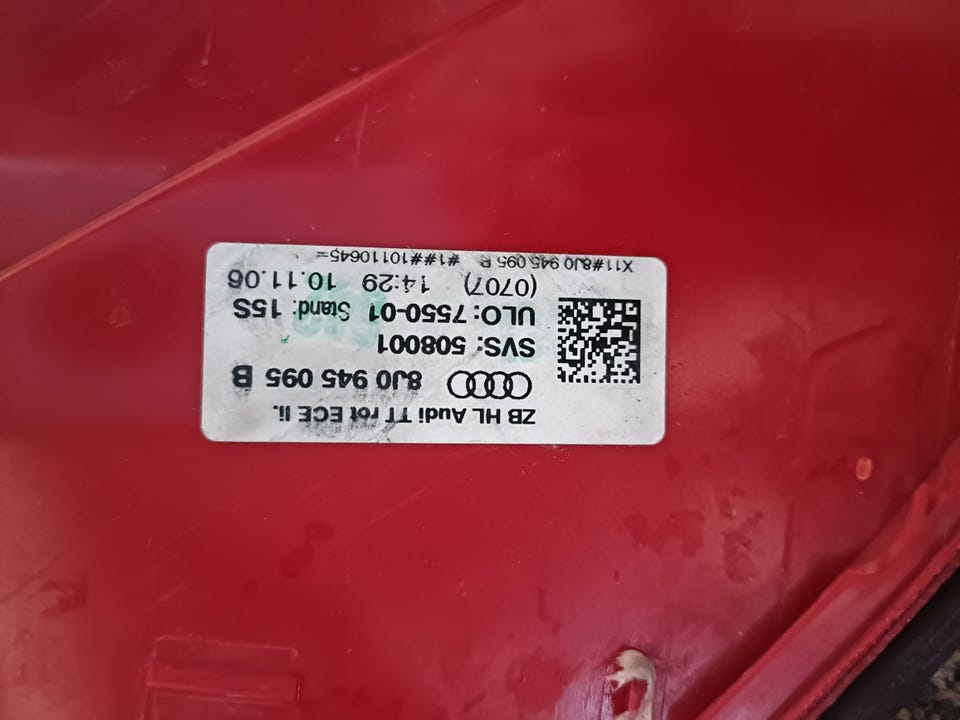 ZB HL Audi TT rot ECE li.
8J0 945 095 B
SVS: 508001
ULO: 7550-01 Stand: 15S
(0707) 14:29 10.11.06
X11#8J0 945 095 B #1##1011064S=